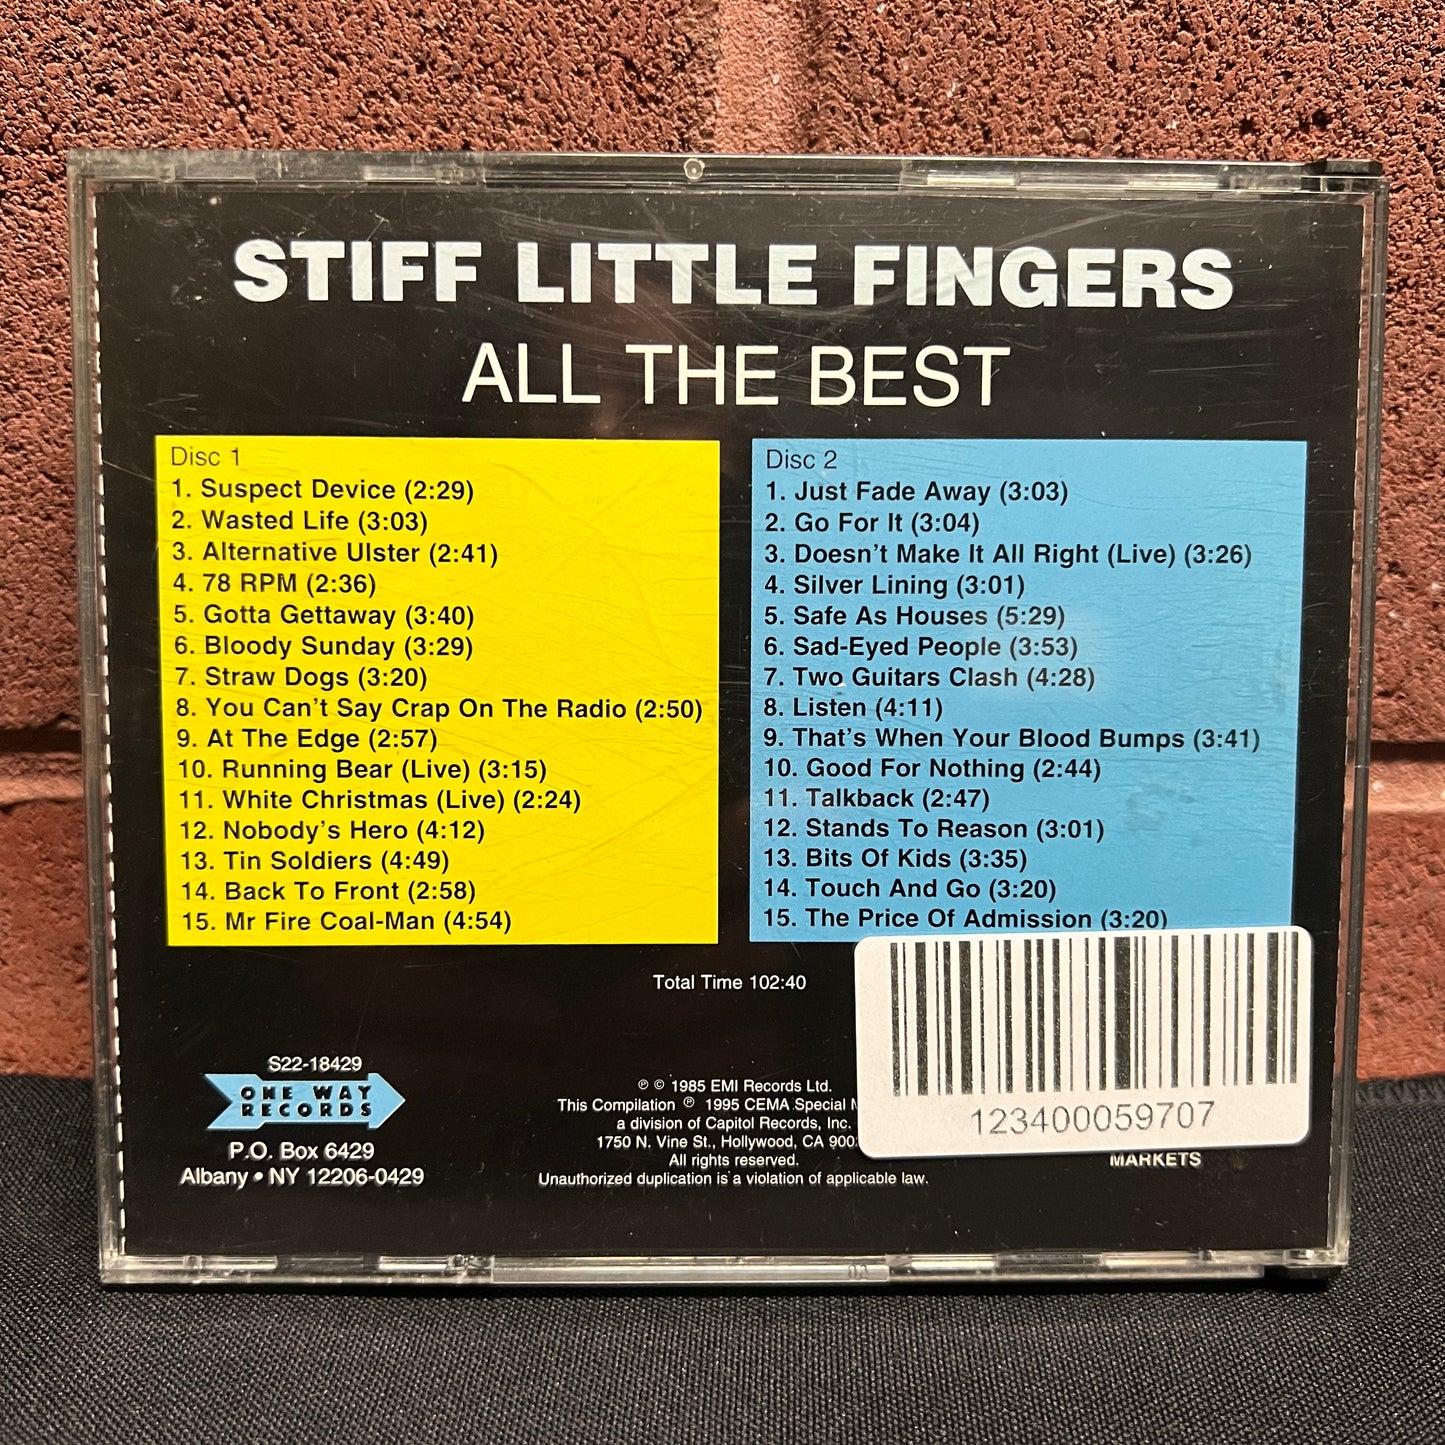 STIFF LITTLE FINGERS
ALL THE BEST
Disc 1
1. Suspect Device (2:29)
2. Wasted Life (3:03)
3. Alternative Ulster (2:41)
4. 78 RPM (2:36)
5. Gotta Gettaway (3:40)
6. Bloody Sunday (3:29)
7. Straw Dogs (3:20)
8. You Can't Say Crap On The Radio (2:50)
9. At The Edge (2:57)
10. Running Bear (Live) (3:15)
11. White Christmas (Live) (2:24)
12. Nobody's Hero (4:12)
13. Tin Soldiers (4:49)
14. Back To Front (2:58)
15. Mr Fire Coal-Man (4:54)
Disc 2
1. Just Fade Away (3:03)
2. Go For It (3:04)
3. Doesn't Make It All Right (Live) (3:26)
4. Silver Lining (3:01)
5. Safe As Houses (5:29)
6. Sad-Eyed People (3:53)
7. Two Guitars Clash (4:28)
8. Listen (4:11)
9. That's When Your Blood Bumps (3:41)
10. Good For Nothing (2:44)
11. Talkback (2:47)
12. Stands To Reason (3:01)
13. Bits Of Kids (3:35)
14. Touch And Go (3:20)
15. The Price Of Admission (3:20)
Total Time 102:40
S22-18429
ONE WAY
RECORDS
P.O. Box 6429
Albany • NY 12206-0429
℗ © 1985 EMI Records Ltd.
This Compilation ℗ 1995 CEMA Special
a division of Capitol Records, Inc.
1750 N. Vine St., Hollywood, CA
All rights reserved.
Unauthorized duplication is a violation of applicable law.
123400059707
MARKETS